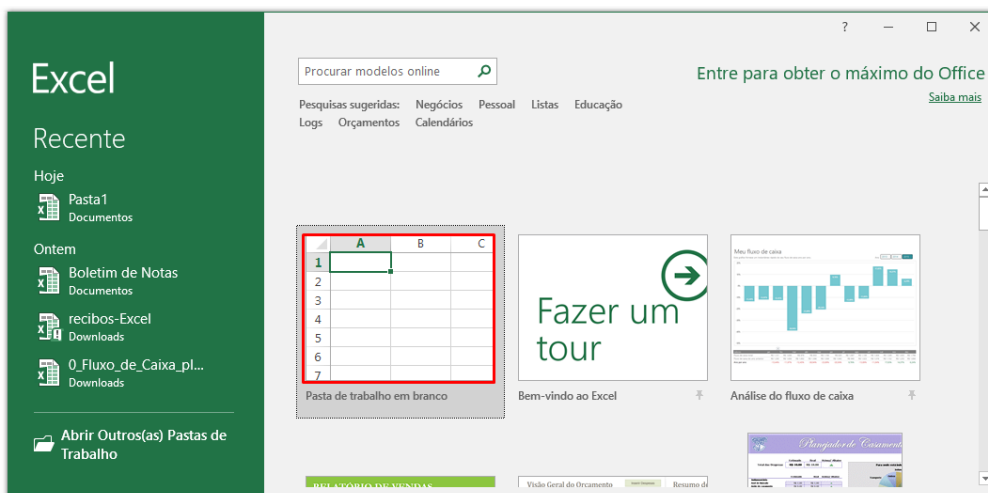 ?
Excel
Recente
Hoje
Pasta1
Documentos
Ontem
Boletim de Notas
Documentos
recibos-Excel
Downloads
0_Fluxo_de_Caixa_pl...
Downloads
Abrir Outros(as) Pastas de
Trabalho
Procurar modelos online
Entre para obter o máximo do Office
Saiba mais
Pesquisas sugeridas: Negócios Pessoal Listas Educação
Logs Orçamentos Calendários
A B C
1
2
3
4
5
6
7
Pasta de trabalho em branco
Fazer um
tour
Bem-vindo ao Excel
Meu fluxo de caixa
Análise do fluxo de caixa
RELATÓRIO DE VENDAS
Visão Geral do Orçamento
Planejador de Casamento